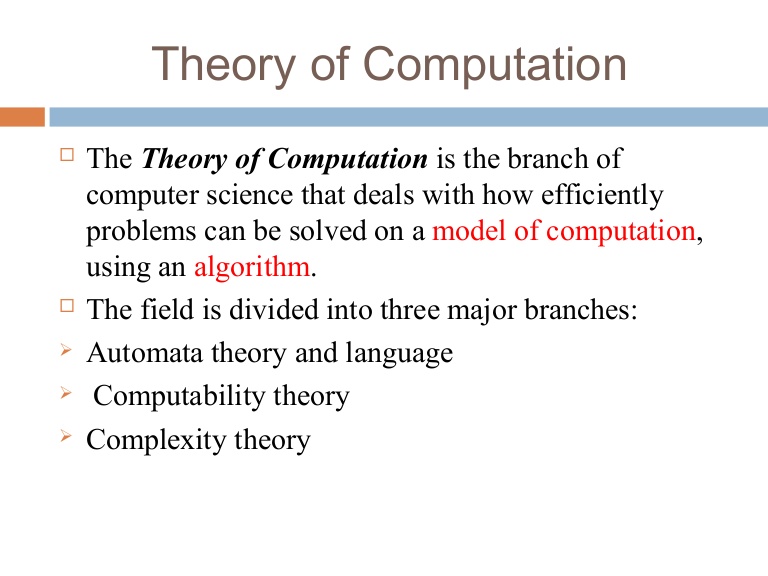 Theory of Computation
The Theory of Computation is the branch of
computer science that deals with how efficiently
problems can be solved on a model of computation,
using an algorithm.
The field is divided into three major branches:
Automata theory and language
Computability theory
Complexity theory